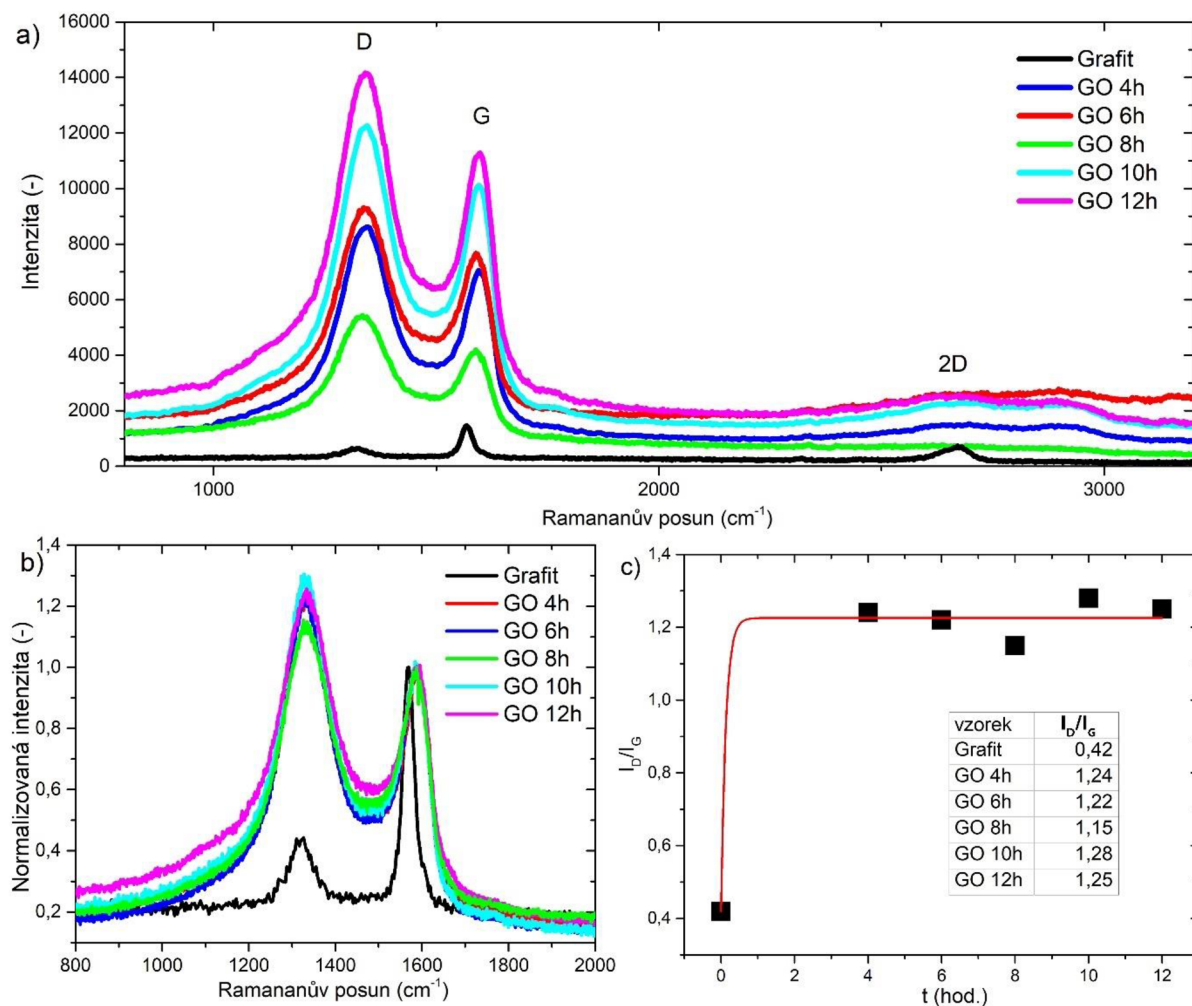 a)
16000
14000
12000
10000
8000
6000
4000
2000
0
Intenzita (-)
D
G
2D
Grafit
GO 4h
GO 6h
GO 8h
GO 10h
GO 12h
1000 2000 3000
Ramananův posun (cm-1)
b)
1,4
1,2
1,0
0,8
0,6
0,4
0,2
Normalizovaná intenzita (-)
Grafit
GO 4h
GO 6h
GO 8h
GO 10h
GO 12h
800 1000 1200 1400 1600 1800 2000
Ramananův posun (cm-1)
c)
1,4
1,2
1,0
0,8
0,6
0,4
ID/IG
vzorek ID/IG
Grafit 0,42
GO 4h 1,24
GO 6h 1,22
GO 8h 1,15
GO 10h 1,28
GO 12h 1,25
0 2 4 6 8 10 12
t (hod.)